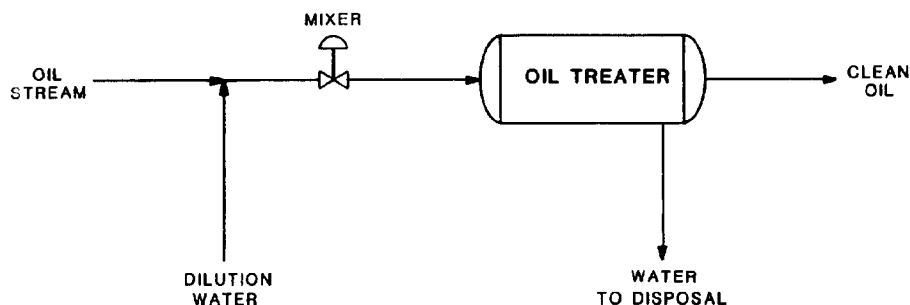 MIXER
OIL
STREAM
OIL TREATER
CLEAN
OIL
DILUTION
WATER
WATER
TO DISPOSAL